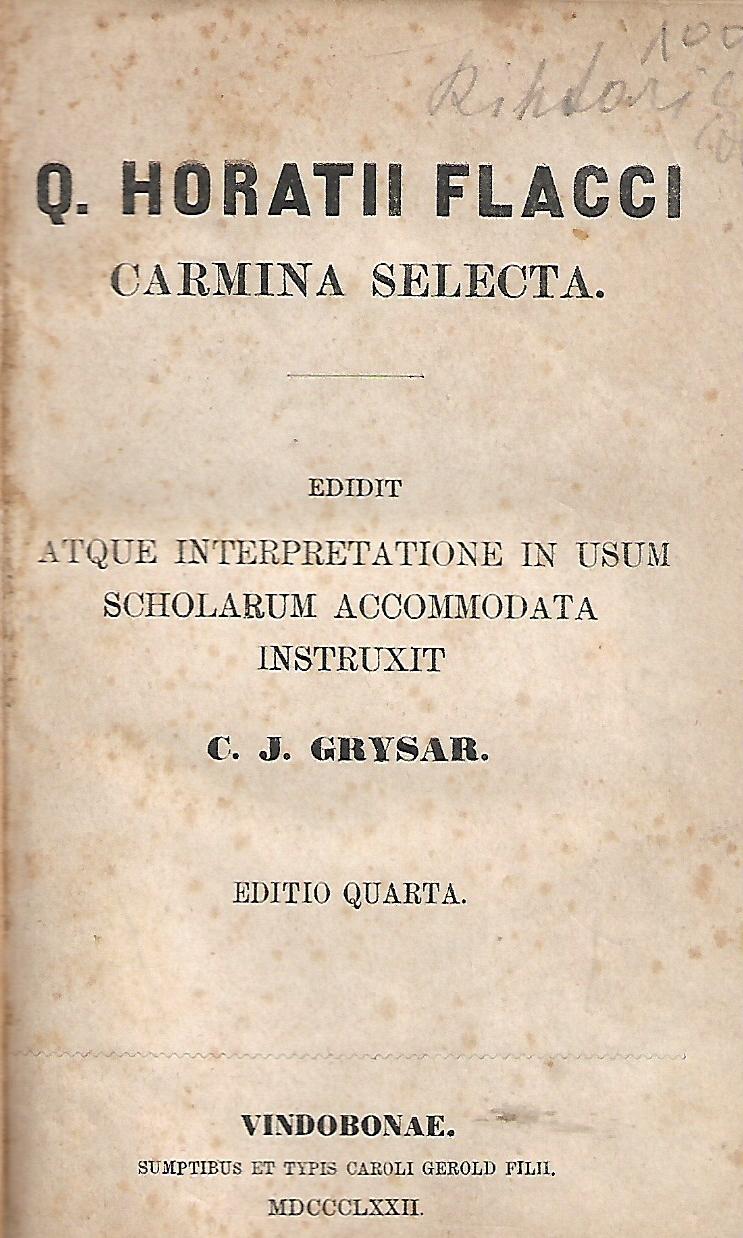 100
Q. HORATII FLACCI
CARMINA SELECTA.
EDIDIT
ATQUE INTERPRETATIONE IN USUM
SCHOLARUM ACCOMMODATA
INSTRUXIT
C. J. GRYSAR.
EDITIO QUARTA.
VINDOBONAE.
SUMPTIBUS ET TYPIS CAROLI GEROLD FILII.
MDCCCLXXII.